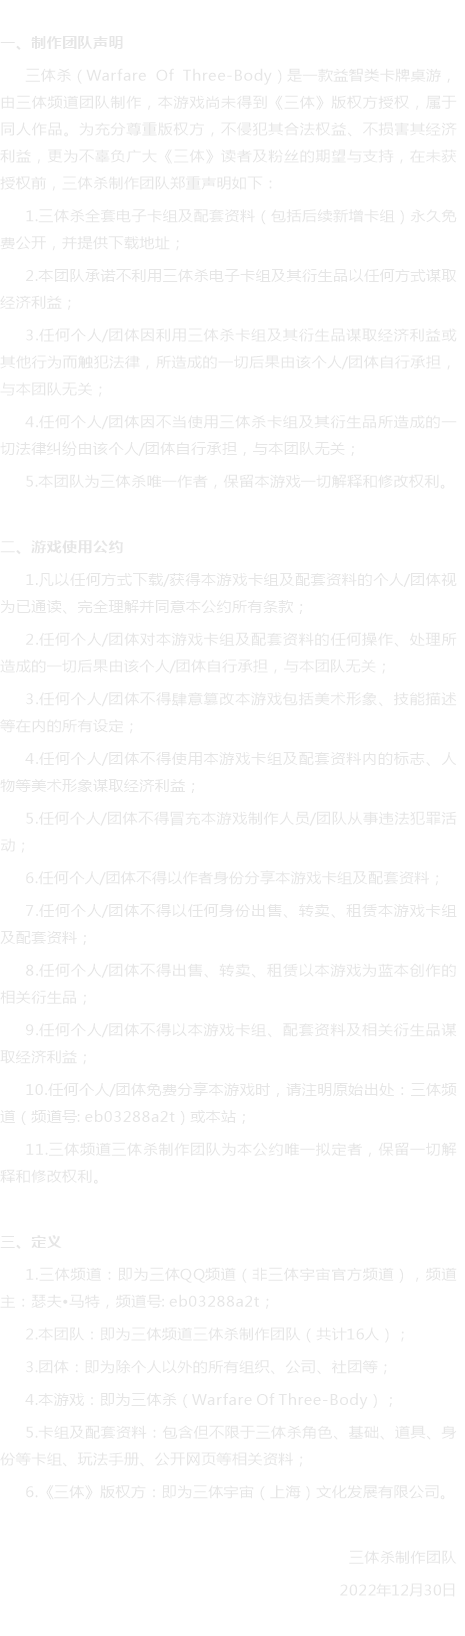 一、制作团队声明
三体杀（Warfare Of Three-Body）是一款益智类卡牌桌游，
由三体频道团队制作，本游戏尚未得到《三体》版权方授权，属于
同人作品。为充分尊重版权方，不侵犯其合法权益、不损害其经济
利益，更为不辜负广大《三体》读者及粉丝的期望与支持，在未获
授权前，三体杀制作团队郑重声明如下：
1.三体杀全套电子卡组及配套资料（包括后续新增卡组）永久免
费公开，并提供下载地址；
2.本团队承诺不利用三体杀电子卡组及其衍生品以任何方式谋取
经济利益；
3.任何个人/团体因利用三体杀卡组及其衍生品谋取经济利益或
其他行为而触犯法律，所造成的一切后果由该个人/团体自行承担，
与本团队无关；
4.任何个人/团体因不当使用三体杀卡组及其衍生品所造成的一
切法律纠纷由该个人/团体自行承担，与本团队无关；
5.本团队为三体杀唯一作者，保留本游戏一切解释和修改权利。
二、游戏使用公约
1.凡以任何方式下载/获得本游戏卡组及配套资料的个人/团体视
为已通读、完全理解并同意本公约所有条款；
2.任何个人/团体对本游戏卡组及配套资料的任何操作、处理所
造成的一切后果由该个人/团体自行承担，与本团队无关；
3.任何个人/团体不得肆意篡改本游戏包括美术形象、技能描述
等在内的所有设定；
4.任何个人/团体不得使用本游戏卡组及配套资料内的标志、人
物等美术形象谋取经济利益；
5.任何个人/团体不得冒充本游戏制作人员/团队从事违法犯罪活
动；
6.任何个人/团体不得以作者身份分享本游戏卡组及配套资料；
7.任何个人/团体不得以任何身份出售、转卖、租赁本游戏卡组
及配套资料；
8.任何个人/团体不得出售、转卖、租赁以本游戏为蓝本创作的
相关衍生品；
9.任何个人/团体不得以本游戏卡组、配套资料及相关衍生品谋
取经济利益；
10.任何个人/团体免费分享本游戏时，请注明原始出处：三体频
道（频道号: eb03288a2t）或本站；
11.三体频道三体杀制作团队为本公约唯一拟定者，保留一切解
释和修改权利。
三、定义
1.三体频道：即为三体QQ频道（非三体宇宙官方频道），频道
主：瑟夫•马特，频道号: eb03288a2t；
2.本团队：即为三体频道三体杀制作团队（共计16人）；
3.团体：即为除个人以外的所有组织、公司、社团等；
4.本游戏：即为三体杀（Warfare Of Three-Body）；
5.卡组及配套资料：包含但不限于三体杀角色、基础、道具、身
份等卡组、玩法手册、公开网页等相关资料；
6.《三体》版权方：即为三体宇宙（上海）文化发展有限公司。
三体杀制作团队
2022年12月30日